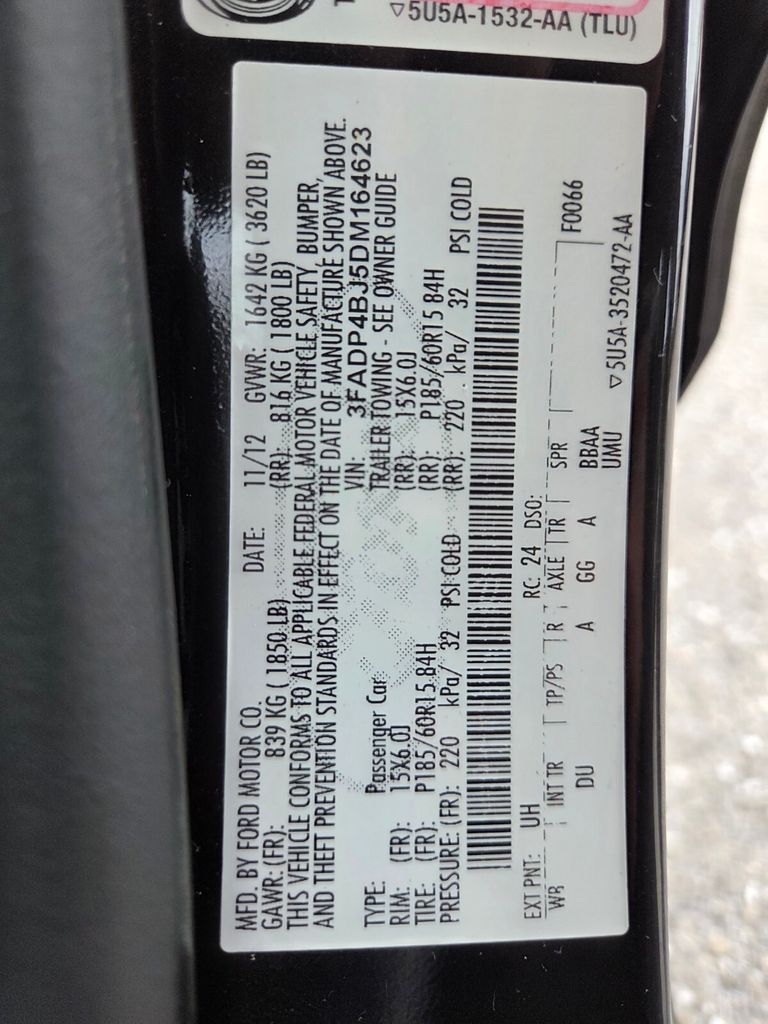 ▽5U5A-1532-AA (TLU)
MFD. BY FORD MOTOR CO. DATE: 11/12 GVWR: 1642 KG ( 3620 LB)
GAWR: (FR): 839 KG ( 1850 LB) (RR): 816 KG ( 1800 LB)
THIS VEHICLE CONFORMS TO ALL APPLICABLE FEDERAL MOTOR VEHICLE SAFETY, BUMPER,
AND THEFT PREVENTION STANDARDS IN EFFECT ON THE DATE OF MANUFACTURE SHOWN ABOVE.
VIN: 3FADP4BJ5DM164623
TYPE: Passenger Car TRAILER TOWING - SEE OWNER GUIDE
RIM: (FR): 15X6.0J (RR): 15X6.0J
TIRE: (FR): P185/60R15 84H (RR): P185/60R15 84H
PRESSURE: (FR): 220 kPa/ 32 PSI COLD (RR): 220 kPa/ 32 PSI COLD
EXT PNT: UH RC: 24 DSO: F0066
WB INT TR TP/PS R AXLE TR SPR
DU A GG A BBAA
UMU
▽5U5A-3520472-AA